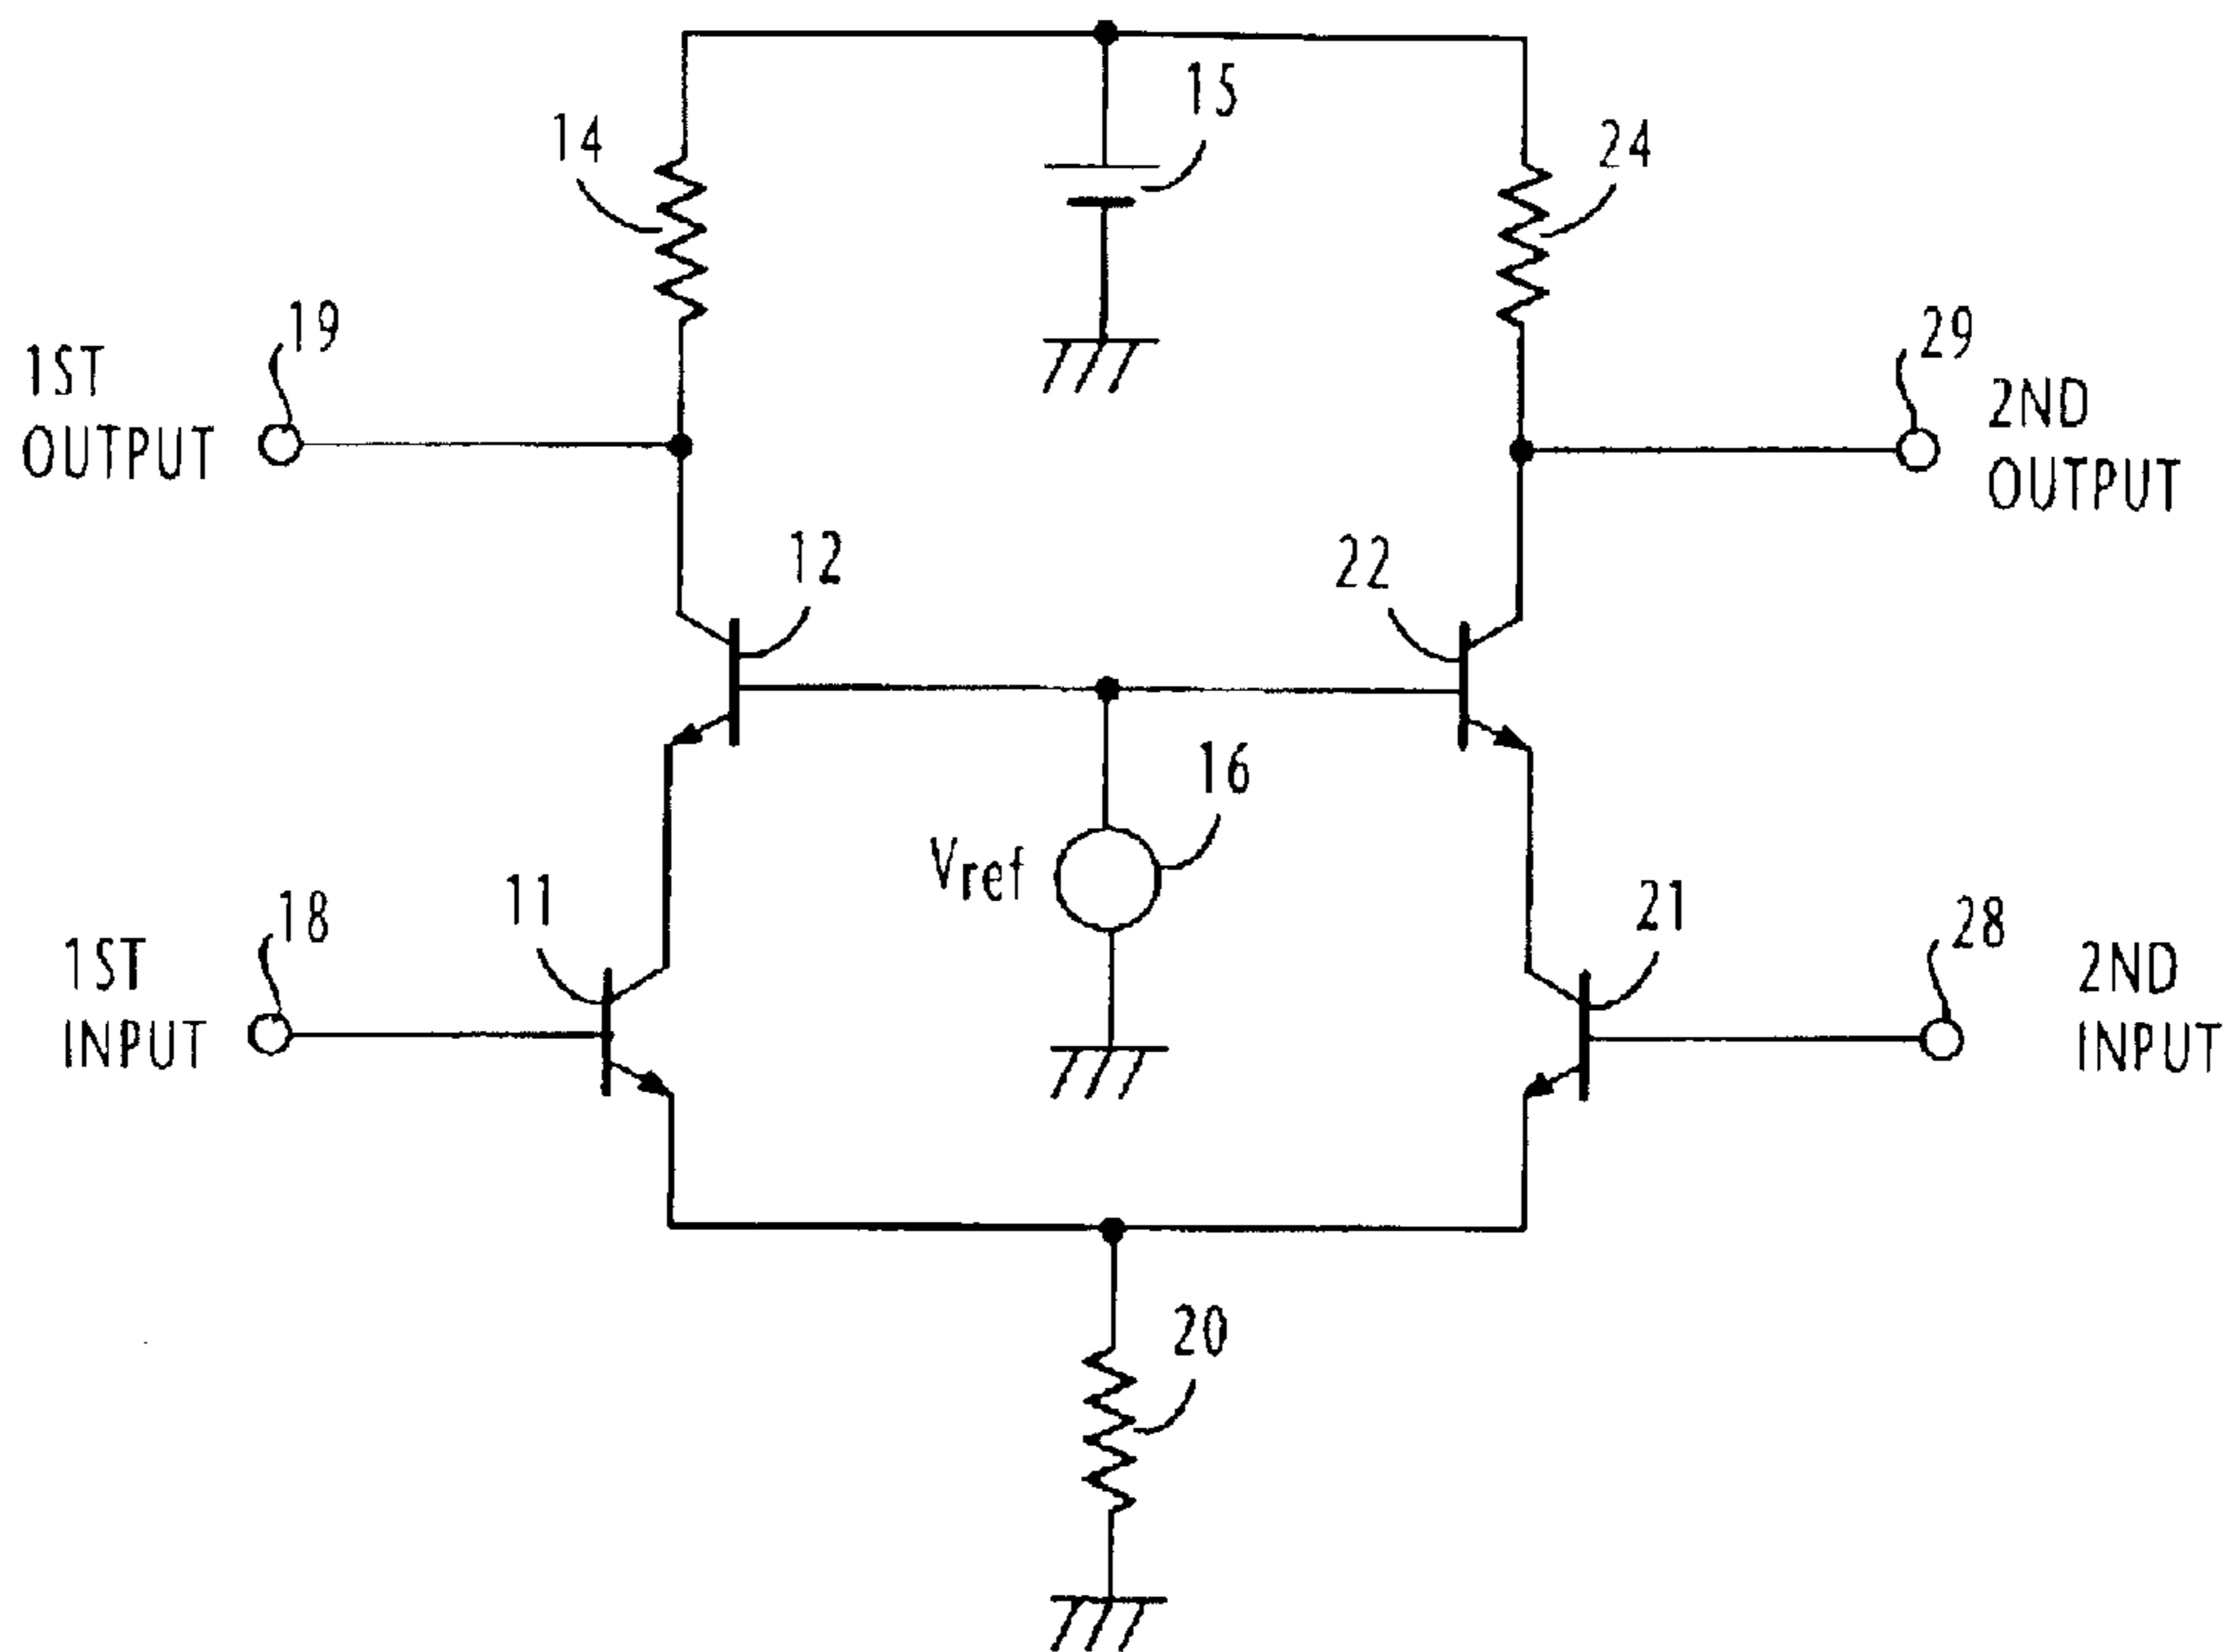 15
14
24
19
29
1ST
OUTPUT
2ND
OUTPUT
12
22
16
Vref
11
21
18
28
1ST
INPUT
2ND
INPUT
20